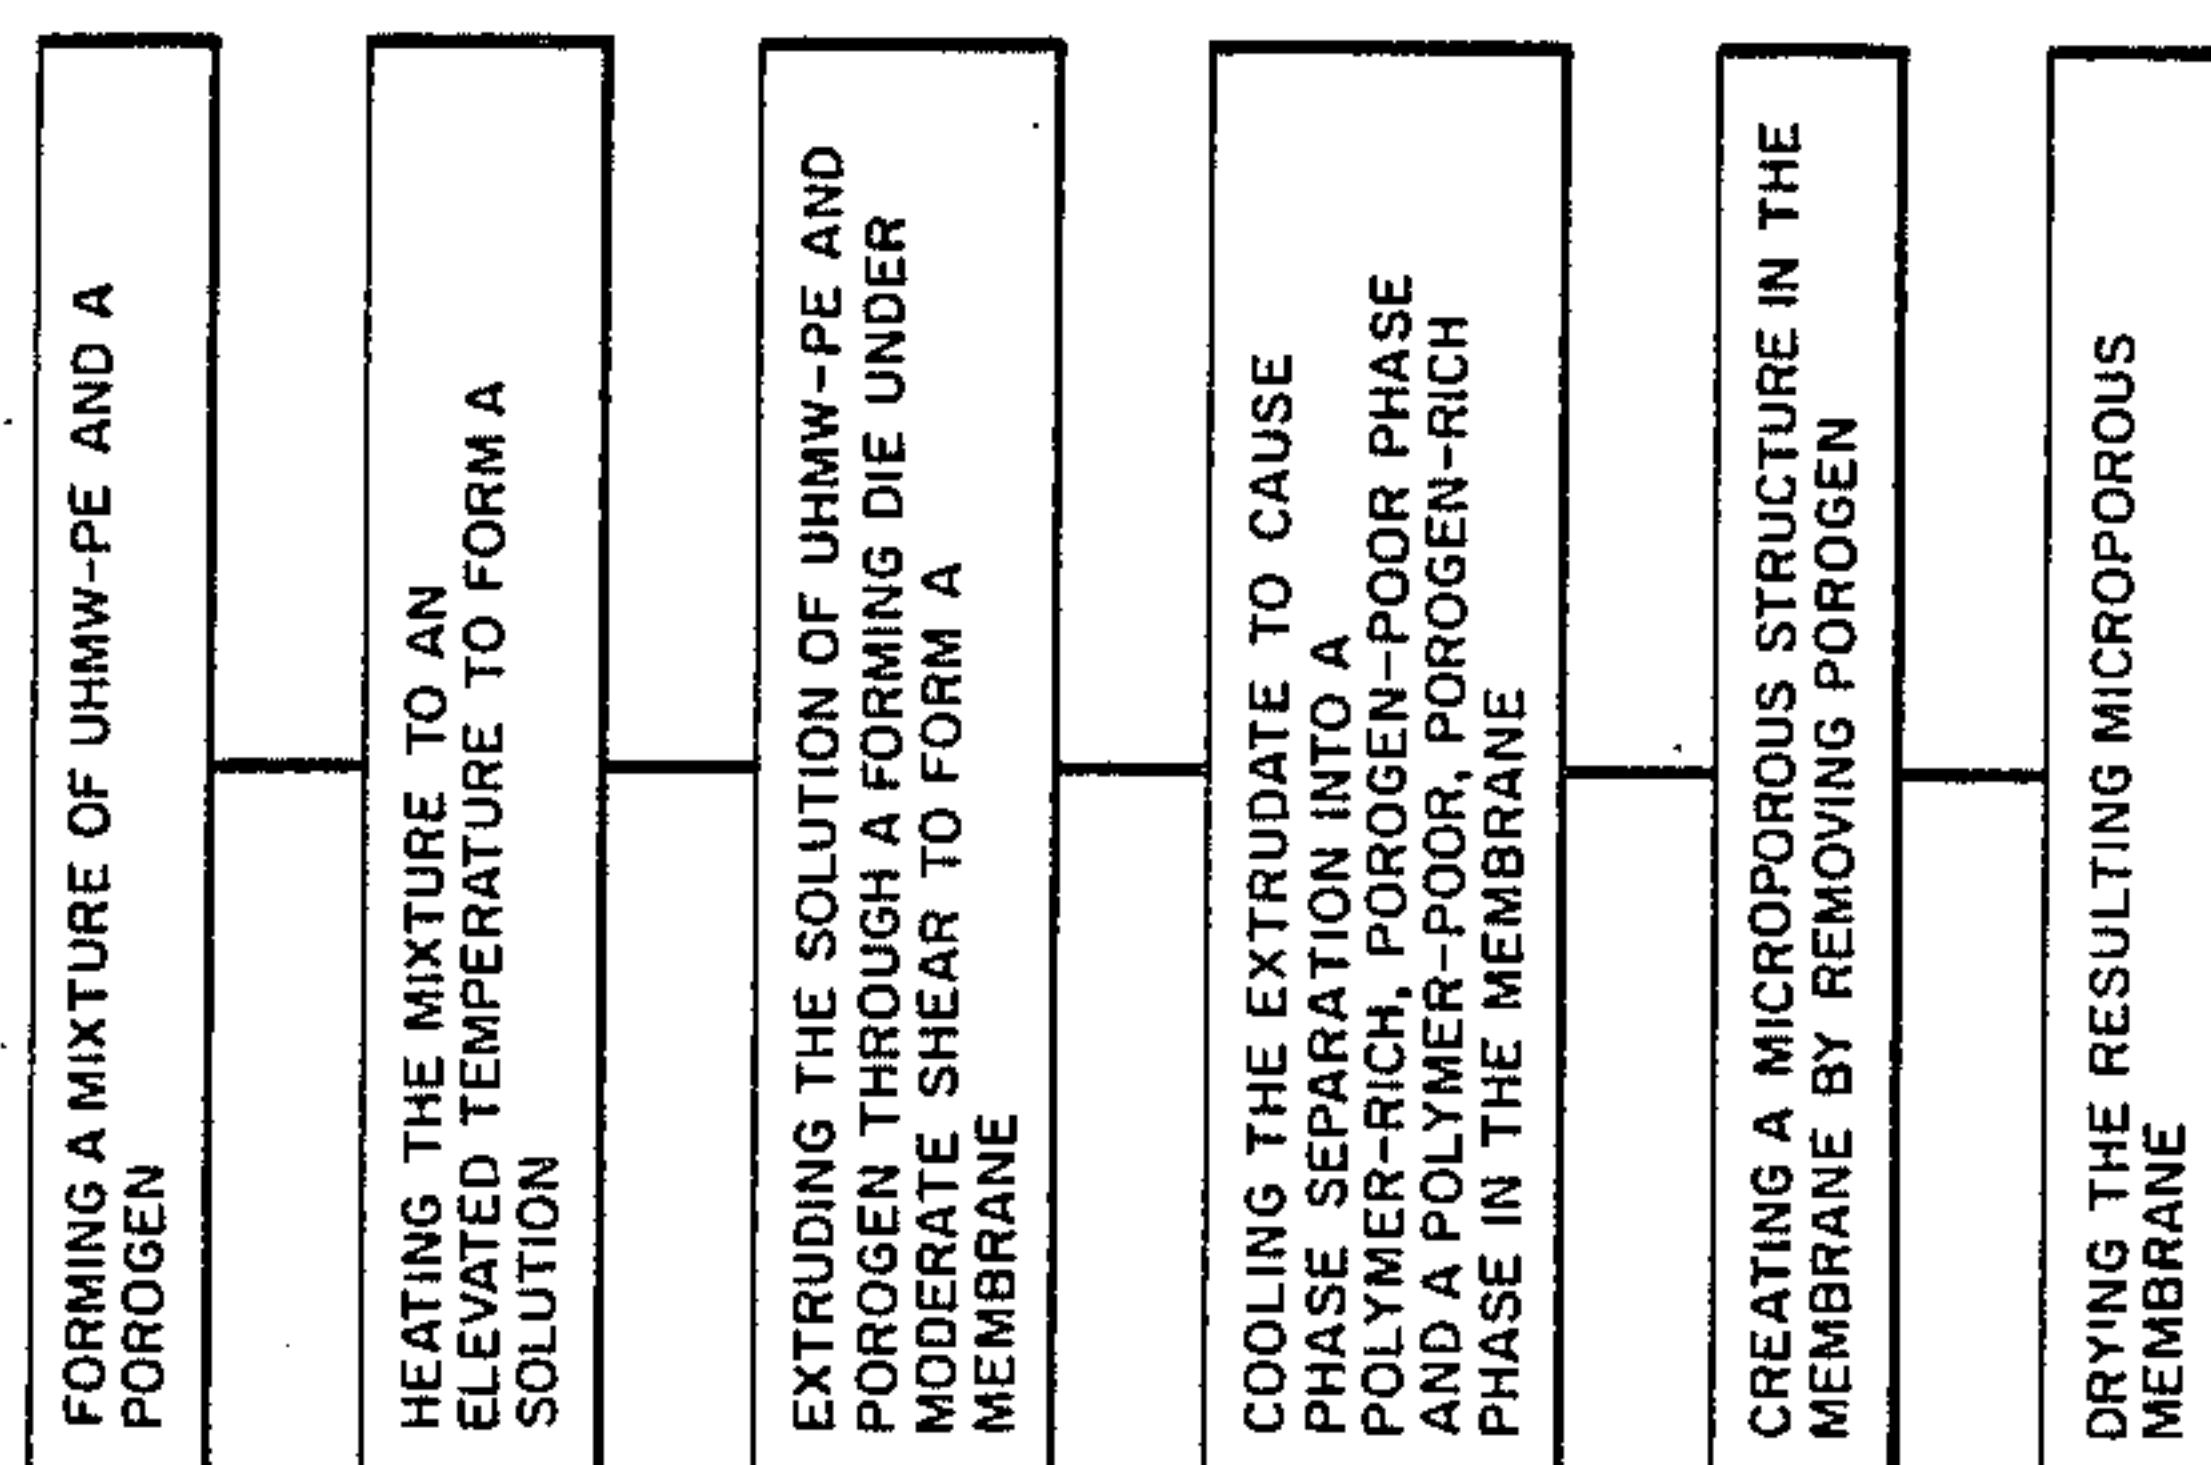 FORMING A MIXTURE OF UHMW-PE AND A
POROGEN
HEATING THE MIXTURE TO AN
ELEVATED TEMPERATURE TO FORM A
SOLUTION
EXTRUDING THE SOLUTION OF UHMW-PE AND
POROGEN THROUGH A FORMING DIE UNDER
MODERATE SHEAR TO FORM A
MEMBRANE
COOLING THE EXTRUDATE TO CAUSE
PHASE SEPARATION INTO A
POLYMER-RICH, POROGEN-POOR PHASE
AND A POLYMER-POOR, POROGEN-RICH
PHASE IN THE MEMBRANE
CREATING A MICROPOROUS STRUCTURE IN THE
MEMBRANE BY REMOVING POROGEN
DRYING THE RESULTING MICROPOROUS
MEMBRANE